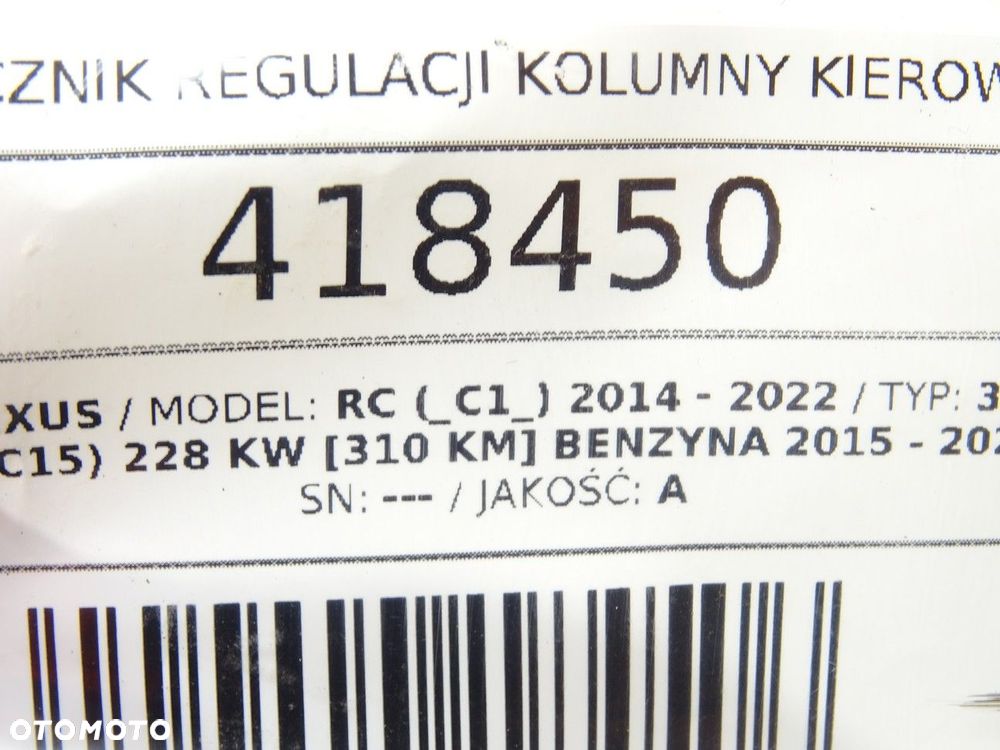 CZNIK REGULACJI KOLUMNY KIEROW
418450
XUS / MODEL: RC (_C1_) 2014 - 2022 / TYP: 3
C15) 228 KW [310 KM] BENZYNA 2015 - 202
SN: --- / JAKOŚĆ: A
OTOMOTO